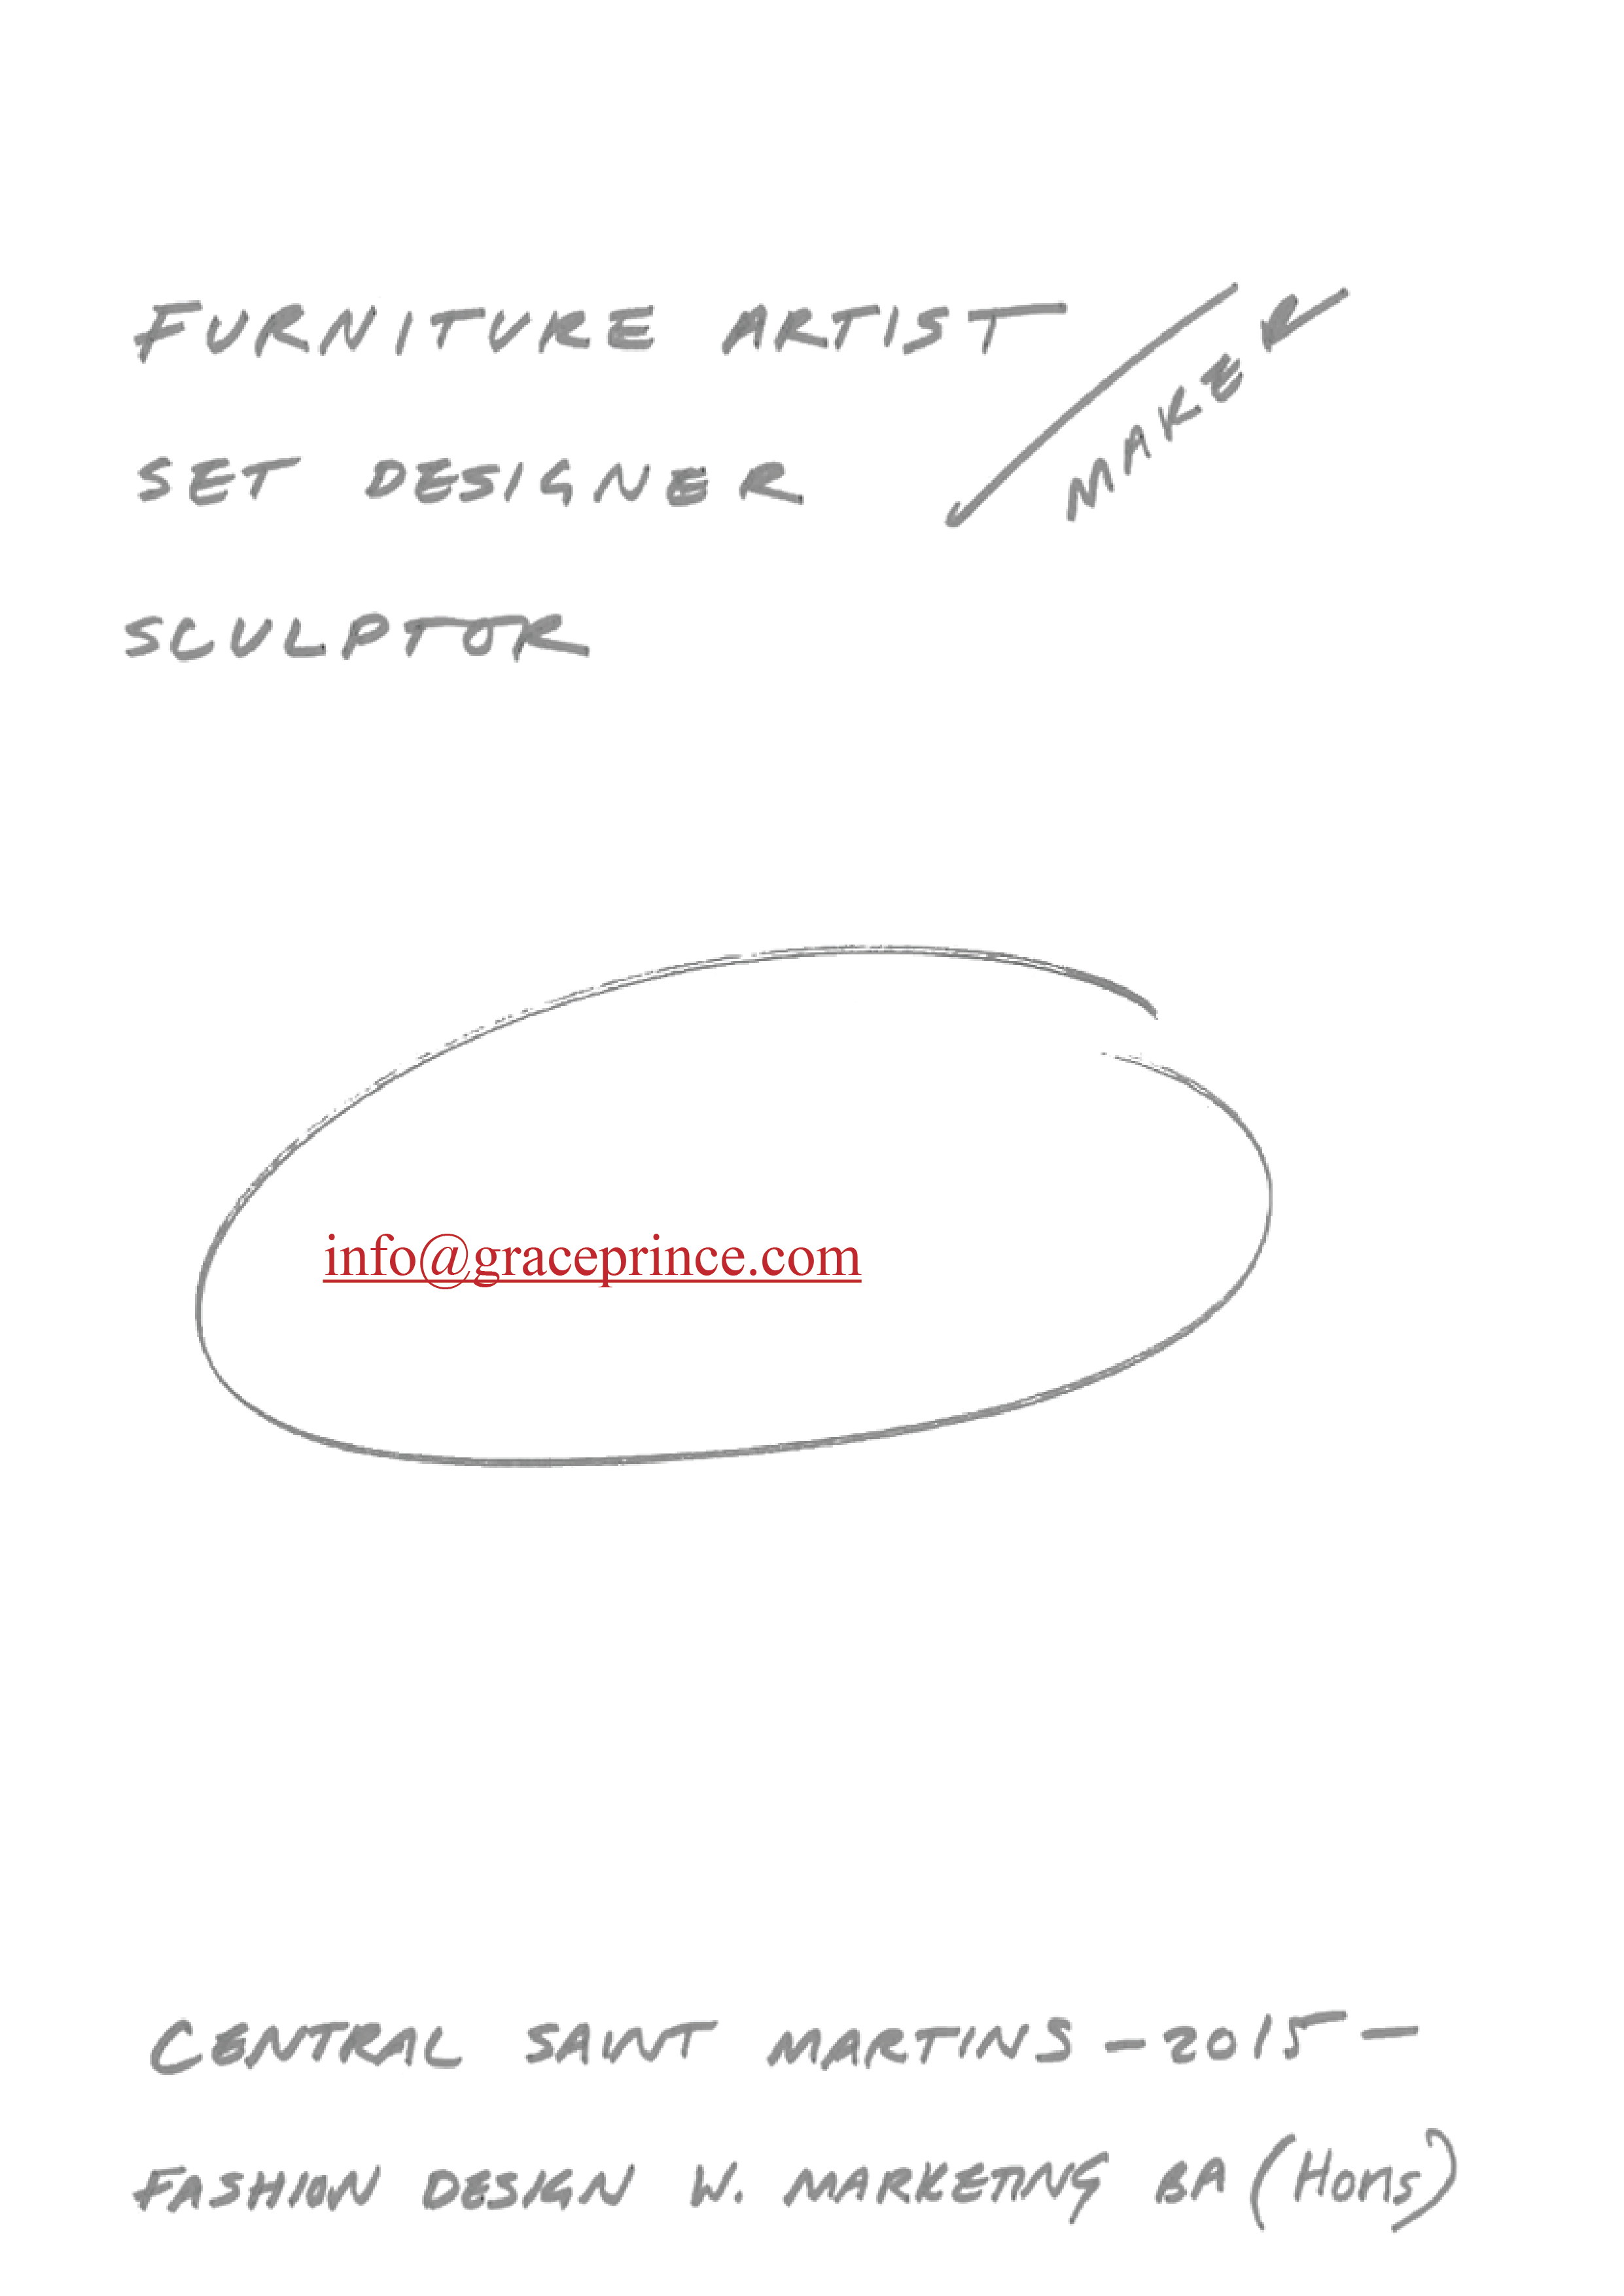 FURNITURE ARTIST
MAKER
SET DESIGNER
SCULPTOR
info@graceprince.com
CENTRAL SAINT MARTINS - 2015 -
FASHION DESIGN W. MARKETING BA (Hons)